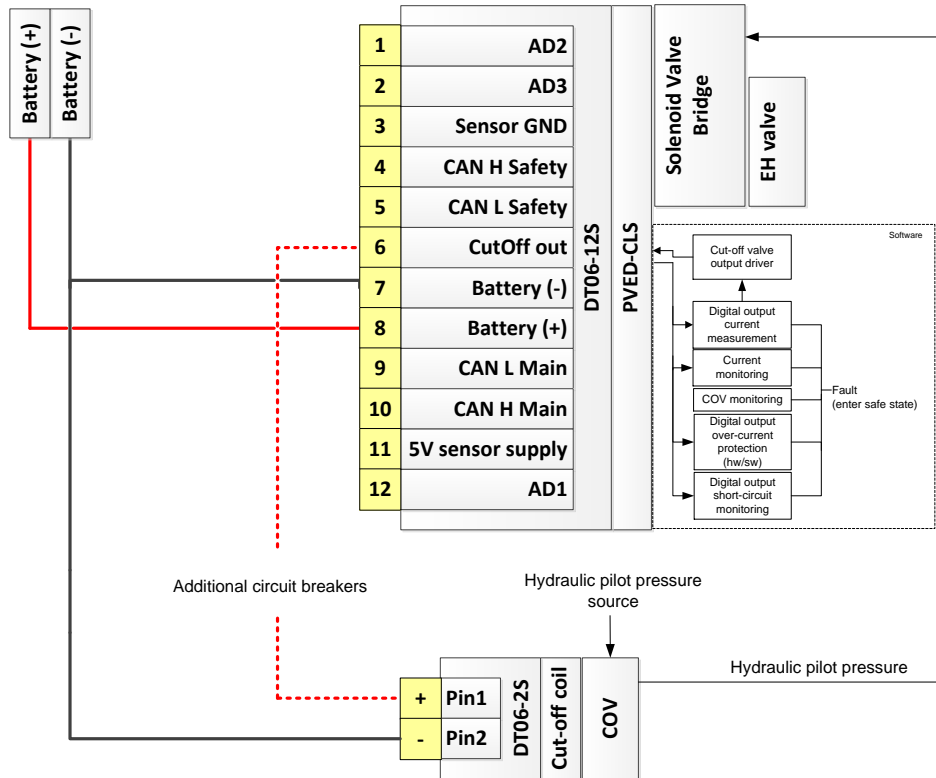 Battery (+)
Battery (-)
1 AD2
2 AD3
3 Sensor GND
4 CAN H Safety
5 CAN L Safety
6 CutOff out
7 Battery (-)
8 Battery (+)
9 CAN L Main
10 CAN H Main
11 5V sensor supply
12 AD1
DT06-12S
PVED-CLS
Solenoid Valve
Bridge
EH valve
Software
Cut-off valve
output driver
Digital output
current
measurement
Current
monitoring
COV monitoring
Digital output
over-current
protection
(hw/sw)
Digital output
short-circuit
monitoring
Fault
(enter safe state)
Additional circuit breakers
Hydraulic pilot pressure
source
Hydraulic pilot pressure
+ Pin1
- Pin2
DT06-2S
Cut-off coil
COV